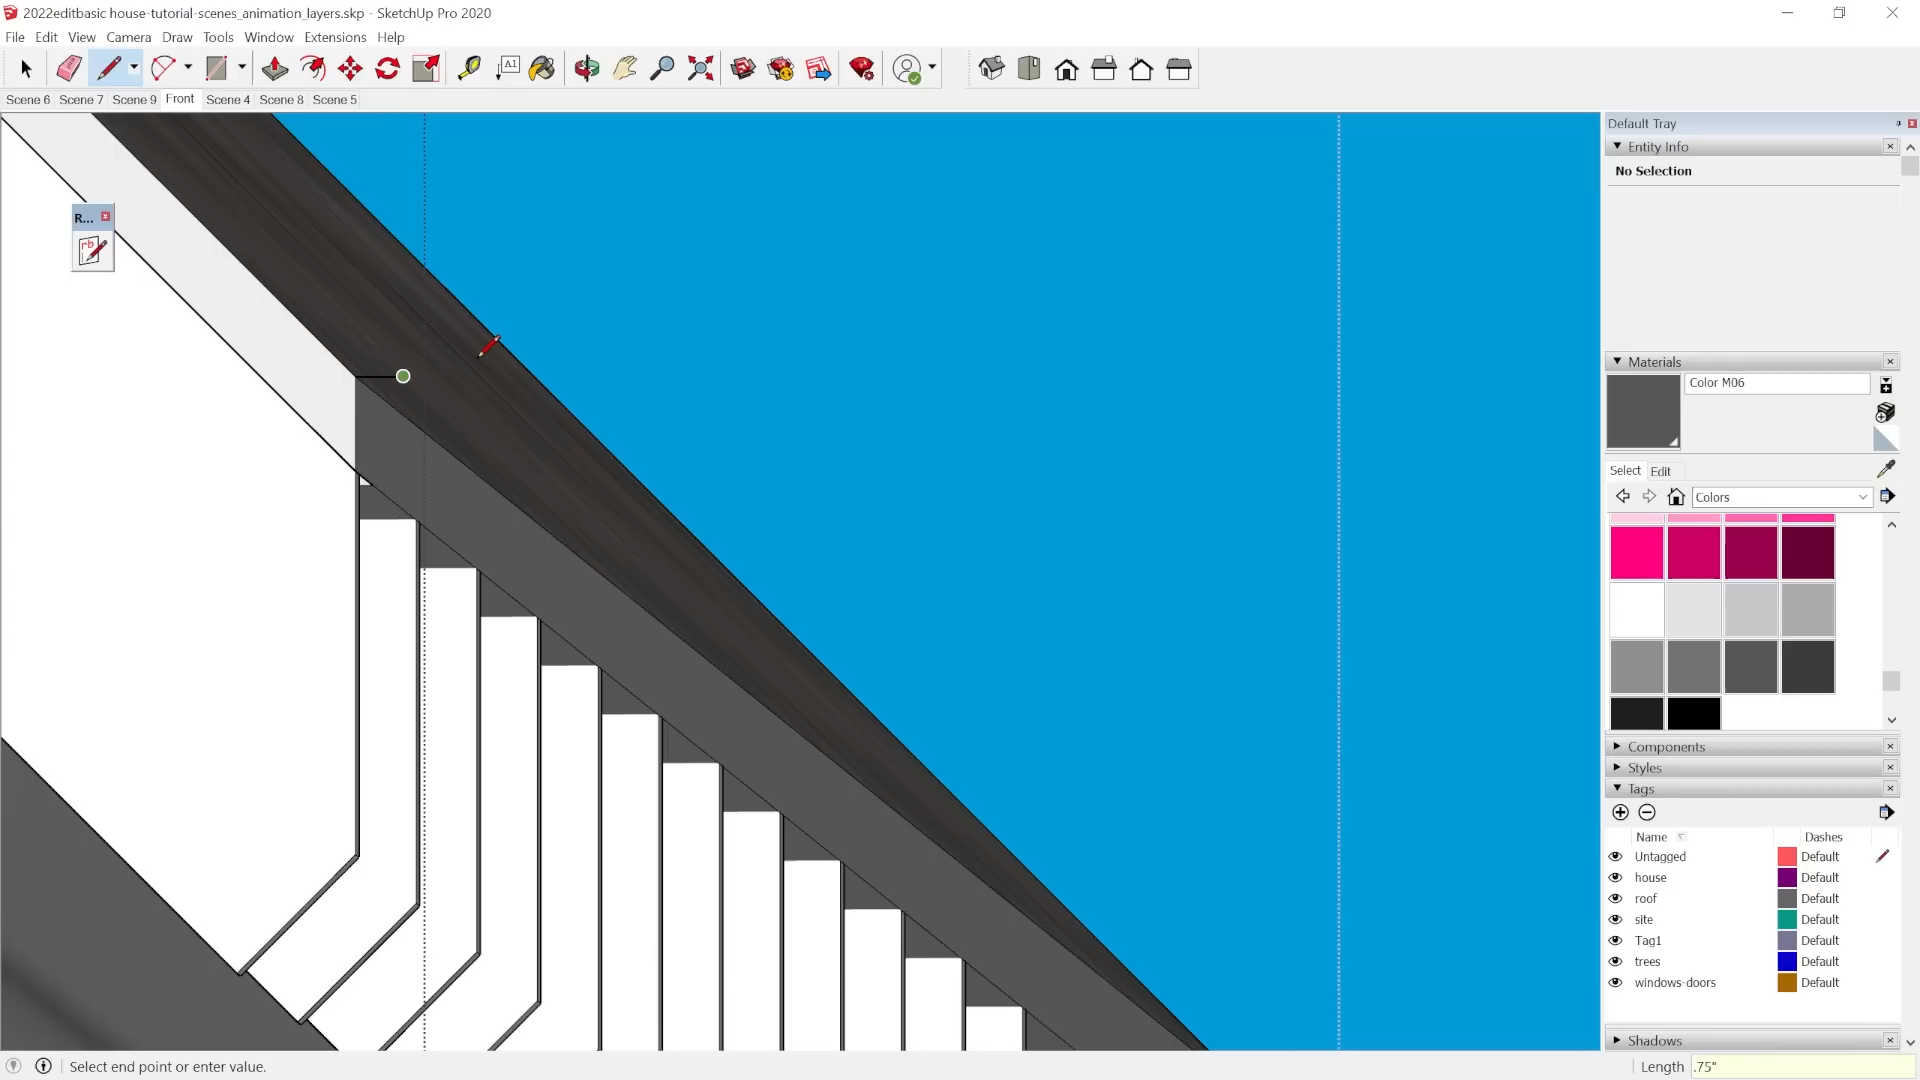 2022editbasic house-tutorial-scenes_animation_layers.skp - SketchUp Pro 2020
File Edit View Camera Draw Tools Window Extensions Help
A1
Scene 6 Scene 7 Scene 9 Front Scene 4 Scene 8 Scene 5
Default Tray
Entity Info
No Selection
R...
rb
Materials
Color M06
Select Edit
Colors
Components
Styles
Tags
Name Dashes
Untagged Default
house Default
roof Default
site Default
Tag1 Default
trees Default
windows-doors Default
Shadows
Select end point or enter value.
Length .75"